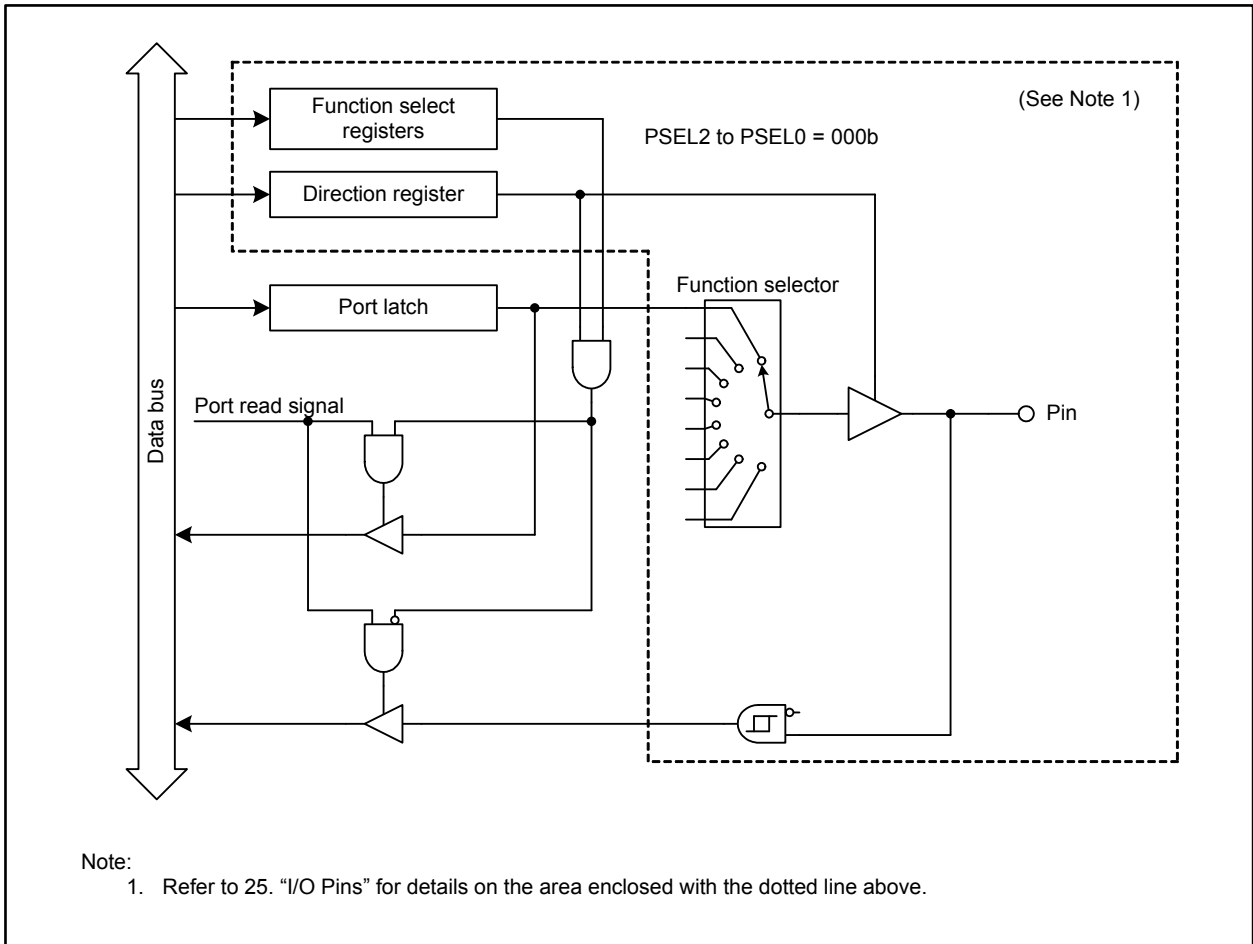 Function select
registers
(See Note 1)
PSEL2 to PSEL0 = 000b
Direction register
Function selector
Port latch
Port read signal
Data bus
Pin
Note:
1. Refer to 25. “I/O Pins” for details on the area enclosed with the dotted line above.